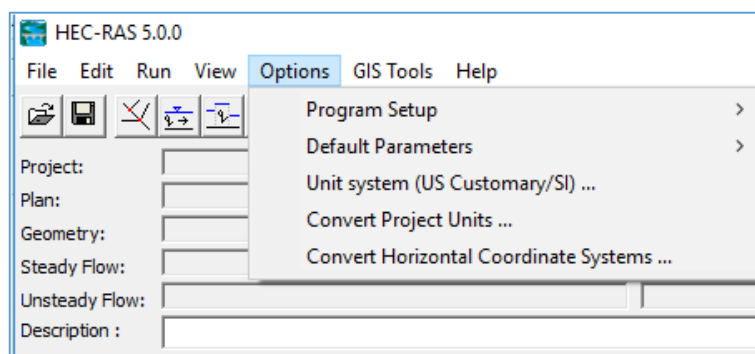 HEC-RAS 5.0.0
File Edit Run View Options GIS Tools Help
Program Setup
Default Parameters
Unit system (US Customary/SI) ...
Convert Project Units ...
Convert Horizontal Coordinate Systems ...
Project:
Plan:
Geometry:
Steady Flow:
Unsteady Flow:
Description :